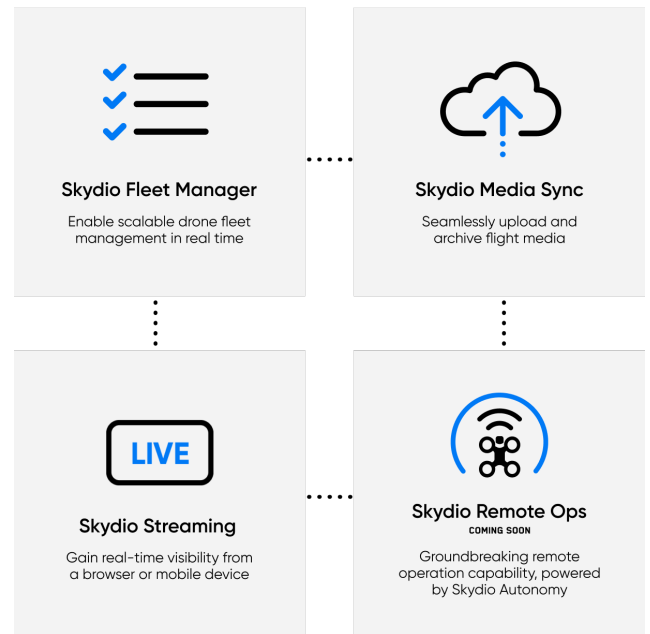 Skydio Fleet Manager
Enable scalable drone fleet
management in real time
Skydio Media Sync
Seamlessly upload and
archive flight media
LIVE
Skydio Streaming
Gain real-time visibility from
a browser or mobile device
Skydio Remote Ops
COMING SOON
Groundbreaking remote
operation capability, powered
by Skydio Autonomy